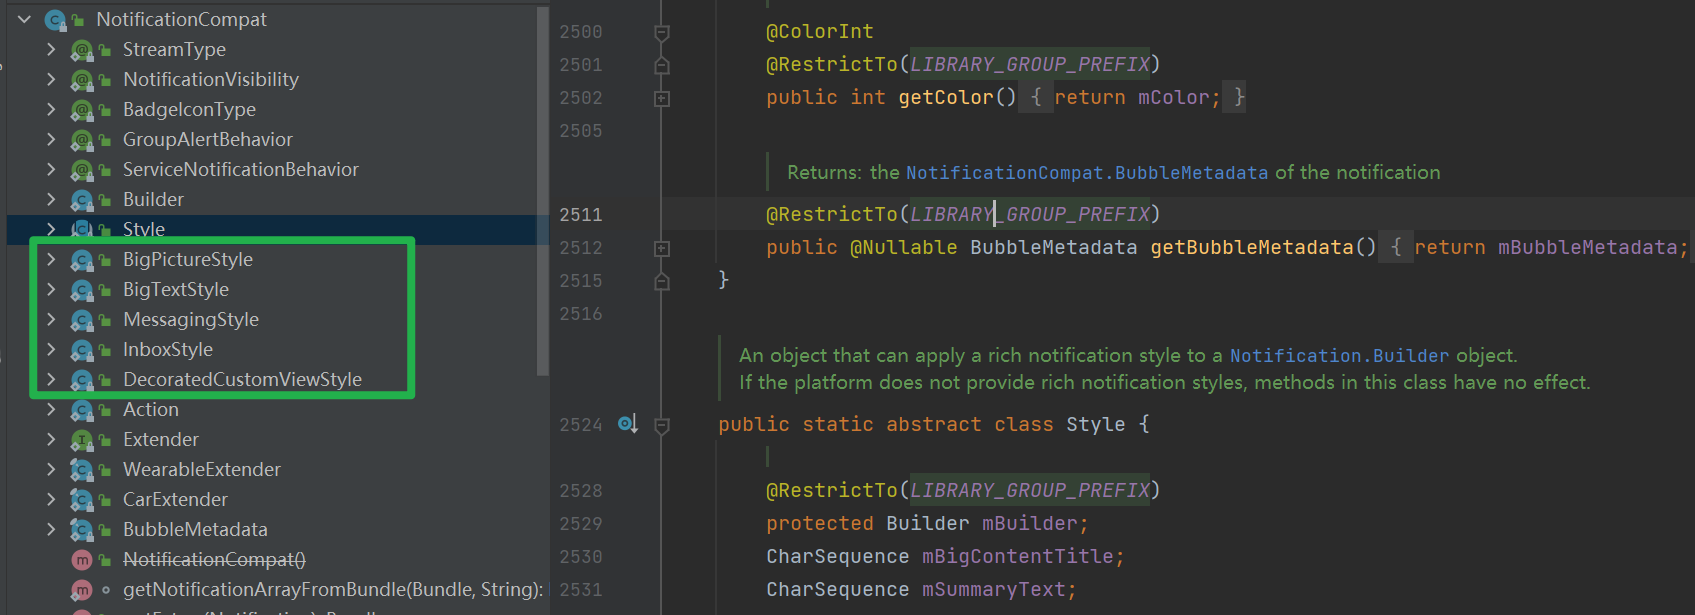 NotificationCompat
StreamType
NotificationVisibility
BadgeIconType
GroupAlertBehavior
ServiceNotificationBehavior
Builder
Style
BigPictureStyle
BigTextStyle
MessagingStyle
InboxStyle
DecoratedCustomViewStyle
Action
Extender
WearableExtender
CarExtender
BubbleMetadata
NotificationCompat()
getNotificationArrayFromBundle(Bundle, String):
2500 @ColorInt
2501 @RestrictTo(LIBRARY_GROUP_PREFIX)
2502 public int getColor() { return mColor; }
2505
Returns: the NotificationCompat.BubbleMetadata of the notification
2511 @RestrictTo(LIBRARY_GROUP_PREFIX)
2512 public @Nullable BubbleMetadata getBubbleMetadata() { return mBubbleMetadata;
2515 }
2516
An object that can apply a rich notification style to a Notification.Builder object.
If the platform does not provide rich notification styles, methods in this class have no effect.
2524 public static abstract class Style {
2528 @RestrictTo(LIBRARY_GROUP_PREFIX)
2529 protected Builder mBuilder;
2530 CharSequence mBigContentTitle;
2531 CharSequence mSummaryText;